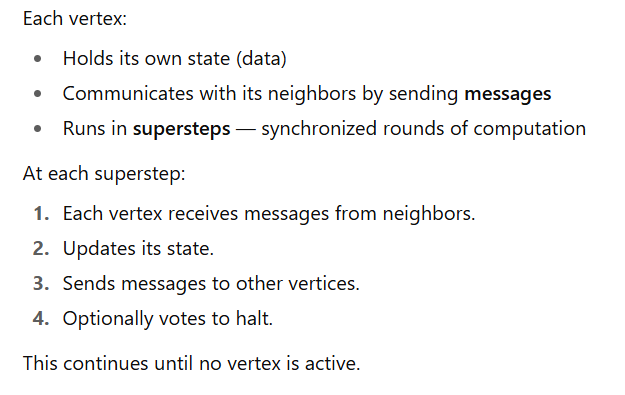 Each vertex:
• Holds its own state (data)
• Communicates with its neighbors by sending messages
• Runs in supersteps — synchronized rounds of computation
At each superstep:
1. Each vertex receives messages from neighbors.
2. Updates its state.
3. Sends messages to other vertices.
4. Optionally votes to halt.
This continues until no vertex is active.